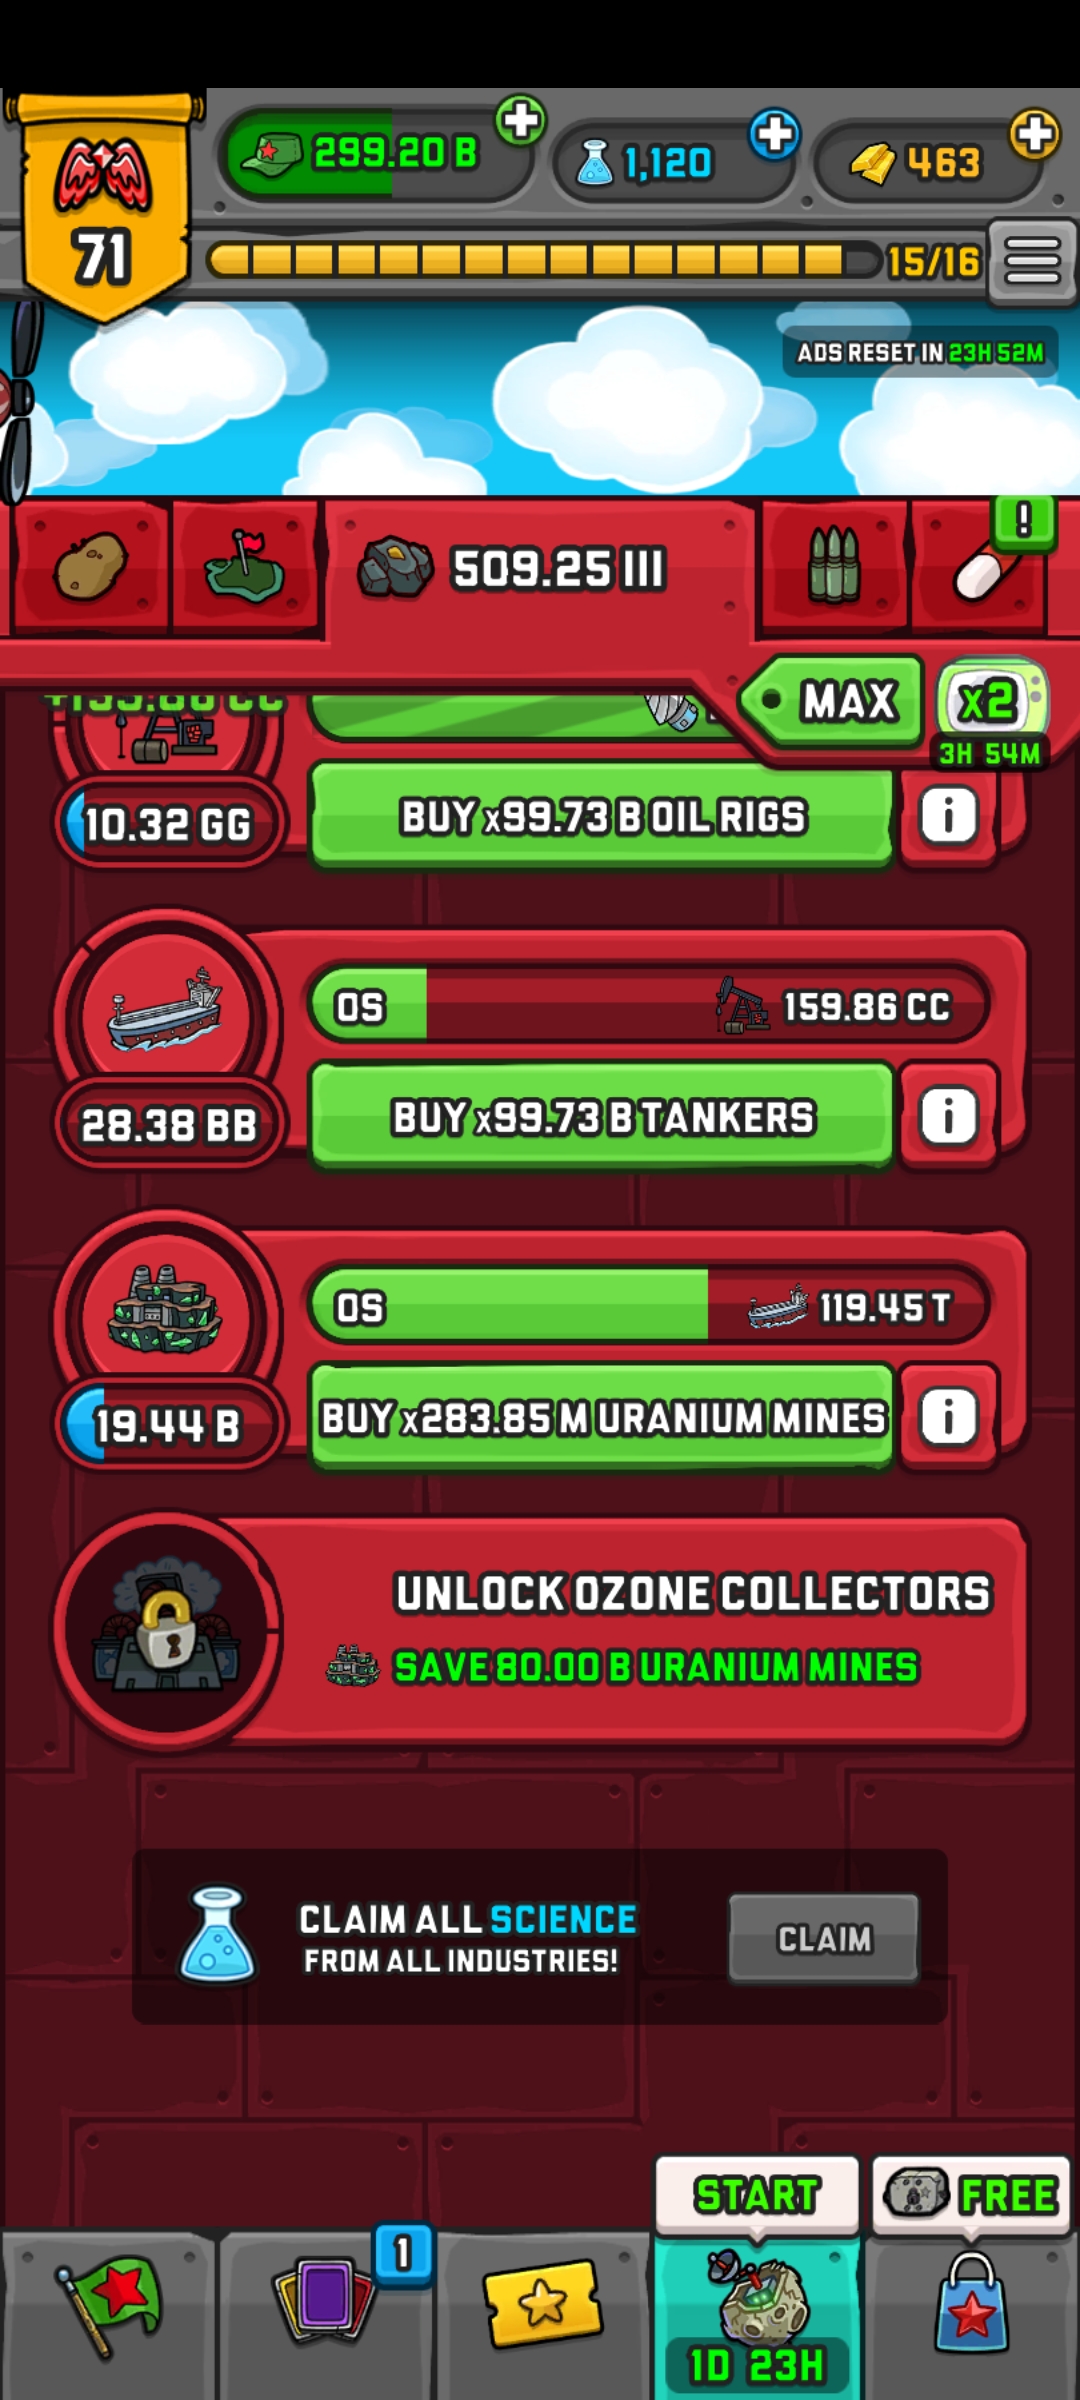 299.20 B
1,120
463
71
15/16
ADS RESET IN 23H 52M
!
509.25 III
MAX
x2
3H 54M
+159.86 CC
10.32 GG
BUY x99.73 B OIL RIGS
i
0S
159.86 CC
28.38 BB
BUY x99.73 B TANKERS
i
0S
119.45 T
19.44 B
BUY x283.85 M URANIUM MINES
i
UNLOCK OZONE COLLECTORS
SAVE 80.00 B URANIUM MINES
CLAIM ALL SCIENCE
FROM ALL INDUSTRIES!
CLAIM
START
FREE
1
1D 23H